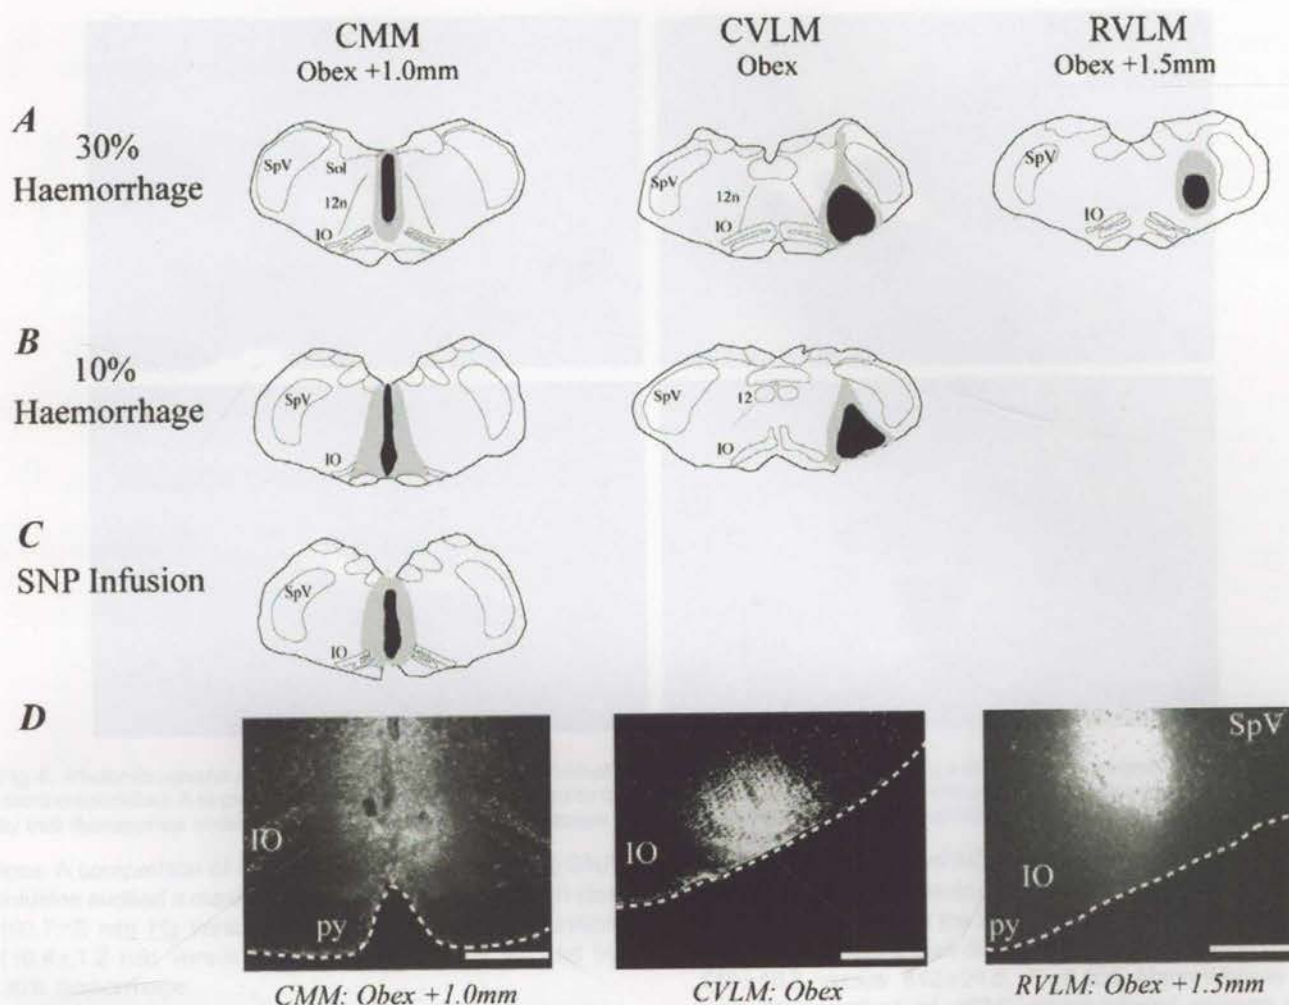 CMM
Obex +1.0mm
CVLM
Obex
RVLM
Obex +1.5mm
A
30%
Haemorrhage
SpV
Sol
12n
IO
SpV
12n
IO
SpV
IO
B
10%
Haemorrhage
SpV
IO
SpV
12
IO
C
SNP Infusion
SpV
IO
D
IO
py
IO
SpV
IO
py
CMM: Obex +1.0mm
CVLM: Obex
RVLM: Obex +1.5mm